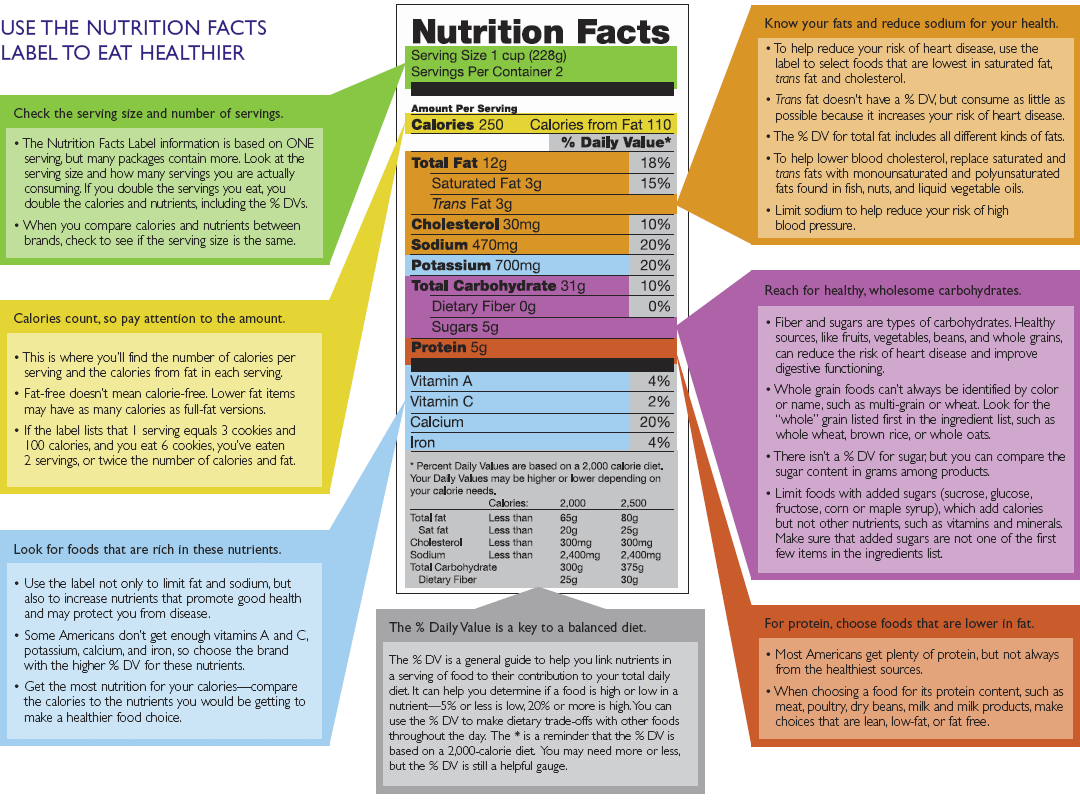 USE THE NUTRITION FACTS
LABEL TO EAT HEALTHIER
Check the serving size and number of servings.
• The Nutrition Facts Label information is based on ONE
serving, but many packages contain more. Look at the
serving size and how many servings you are actually
consuming. If you double the servings you eat, you
double the calories and nutrients, including the % DVs.
• When you compare calories and nutrients between
brands, check to see if the serving size is the same.
Calories count, so pay attention to the amount.
• This is where you'll find the number of calories per
serving and the calories from fat in each serving.
• Fat-free doesn't mean calorie-free. Lower fat items
may have as many calories as full-fat versions.
• If the label lists that 1 serving equals 3 cookies and
100 calories, and you eat 6 cookies, you've eaten
2 servings, or twice the number of calories and fat.
Look for foods that are rich in these nutrients.
• Use the label not only to limit fat and sodium, but
also to increase nutrients that promote good health
and may protect you from disease.
• Some Americans don't get enough vitamins A and C,
potassium, calcium, and iron, so choose the brand
with the higher % DV for these nutrients.
• Get the most nutrition for your calories—compare
the calories to the nutrients you would be getting to
make a healthier food choice.
Nutrition Facts
Serving Size 1 cup (228g)
Servings Per Container 2
Amount Per Serving
Calories 250 Calories from Fat 110
% Daily Value*
Total Fat 12g 18%
Saturated Fat 3g 15%
Trans Fat 3g
Cholesterol 30mg 10%
Sodium 470mg 20%
Potassium 700mg 20%
Total Carbohydrate 31g 10%
Dietary Fiber 0g 0%
Sugars 5g
Protein 5g
Vitamin A 4%
Vitamin C 2%
Calcium 20%
Iron 4%
* Percent Daily Values are based on a 2,000 calorie diet.
Your Daily Values may be higher or lower depending on
your calorie needs.
Calories: 2,000 2,500
Total fat Less than 65g 80g
Sat fat Less than 20g 25g
Cholesterol Less than 300mg 300mg
Sodium Less than 2,400mg 2,400mg
Total Carbohydrate 300g 375g
Dietary Fiber 25g 30g
The % Daily Value is a key to a balanced diet.
The % DV is a general guide to help you link nutrients in
a serving of food to their contribution to your total daily
diet. It can help you determine if a food is high or low in a
nutrient—5% or less is low, 20% or more is high. You can
use the % DV to make dietary trade-offs with other foods
throughout the day. The * is a reminder that the % DV is
based on a 2,000-calorie diet. You may need more or less,
but the % DV is still a helpful gauge.
Know your fats and reduce sodium for your health.
• To help reduce your risk of heart disease, use the
label to select foods that are lowest in saturated fat,
trans fat and cholesterol.
• Trans fat doesn't have a % DV, but consume as little as
possible because it increases your risk of heart disease.
• The % DV for total fat includes all different kinds of fats.
• To help lower blood cholesterol, replace saturated and
trans fats with monounsaturated and polyunsaturated
fats found in fish, nuts, and liquid vegetable oils.
• Limit sodium to help reduce your risk of high
blood pressure.
Reach for healthy, wholesome carbohydrates.
• Fiber and sugars are types of carbohydrates. Healthy
sources, like fruits, vegetables, beans, and whole grains,
can reduce the risk of heart disease and improve
digestive functioning.
• Whole grain foods can't always be identified by color
or name, such as multi-grain or wheat. Look for the
"whole" grain listed first in the ingredient list, such as
whole wheat, brown rice, or whole oats.
• There isn't a % DV for sugar, but you can compare the
sugar content in grams among products.
• Limit foods with added sugars (sucrose, glucose,
fructose, corn or maple syrup), which add calories
but not other nutrients, such as vitamins and minerals.
Make sure that added sugars are not one of the first
few items in the ingredients list.
For protein, choose foods that are lower in fat.
• Most Americans get plenty of protein, but not always
from the healthiest sources.
• When choosing a food for its protein content, such as
meat, poultry, dry beans, milk and milk products, make
choices that are lean, low-fat, or fat free.